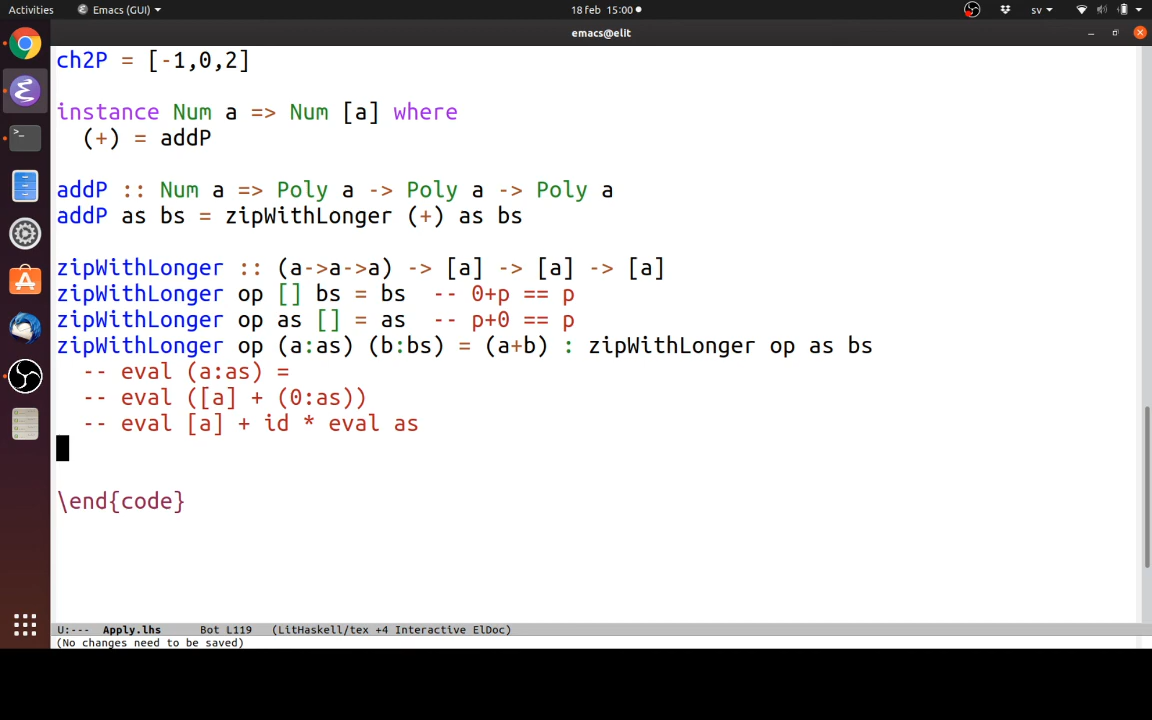 Activities
Emacs (GUI)
18 feb 15:00
sv
emacs@elit
ch2P = [-1,0,2]
instance Num a => Num [a] where
  (+) = addP
addP :: Num a => Poly a -> Poly a -> Poly a
addP as bs = zipWithLonger (+) as bs
zipWithLonger :: (a->a->a) -> [a] -> [a] -> [a]
zipWithLonger op [] bs = bs  -- 0+p == p
zipWithLonger op as [] = as  -- p+0 == p
zipWithLonger op (a:as) (b:bs) = (a+b) : zipWithLonger op as bs
  -- eval (a:as) =
  -- eval ([a] + (0:as))
  -- eval [a] + id * eval as
\end{code}
U:---  Apply.lhs      Bot L119   (LitHaskell/tex +4 Interactive ElDoc)
(No changes need to be saved)